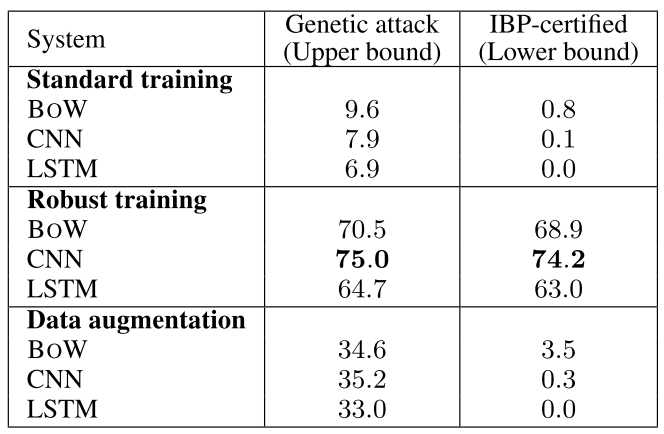 System Genetic attack (Upper bound) IBP-certified (Lower bound)
Standard training
BOW 9.6 0.8
CNN 7.9 0.1
LSTM 6.9 0.0
Robust training
BOW 70.5 68.9
CNN 75.0 74.2
LSTM 64.7 63.0
Data augmentation
BOW 34.6 3.5
CNN 35.2 0.3
LSTM 33.0 0.0